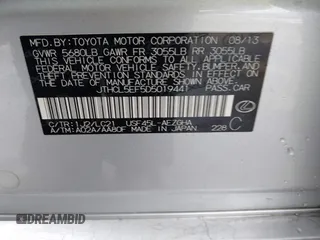 MFD.BY:TOYOTA MOTOR CORPORATION 08/13
GVWR 5680LB GAWR FR 3055LB RR 3055LB
THIS VEHICLE CONFORMS TO ALL APPLICABLE
FEDERAL MOTOR VEHICLE SAFETY, BUMPER, AND
THEFT PREVENTION STANDARDS IN EFFECT ON
THE DATE OF MANUFACTURE SHOWN ABOVE.
JTHCL5EF5D5019441 PASS.CAR
C/TR:1J2/LC21 USF45L-AEZGHA
A/TM:A02A/AA80F MADE IN JAPAN 228 C
© AUTOBIDMASTER